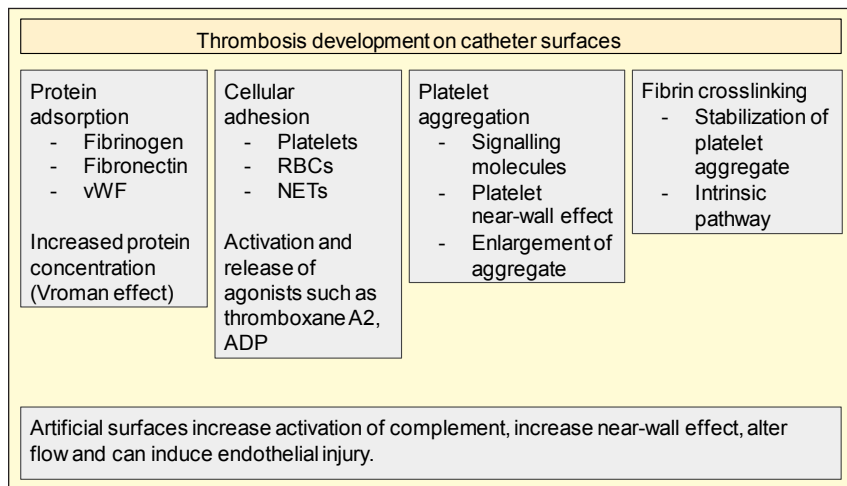 Thrombosis development on catheter surfaces
Protein
adsorption
- Fibrinogen
- Fibronectin
- vWF
Increased protein
concentration
(Vroman effect)
Cellular
adhesion
- Platelets
- RBCs
- NETs
Activation and
release of
agonists such as
thromboxane A2,
ADP
Platelet
aggregation
- Signalling
molecules
- Platelet
near-wall effect
- Enlargement of
aggregate
Fibrin crosslinking
- Stabilization of
platelet
aggregate
- Intrinsic
pathway
Artificial surfaces increase activation of complement, increase near-wall effect, alter
flow and can induce endothelial injury.